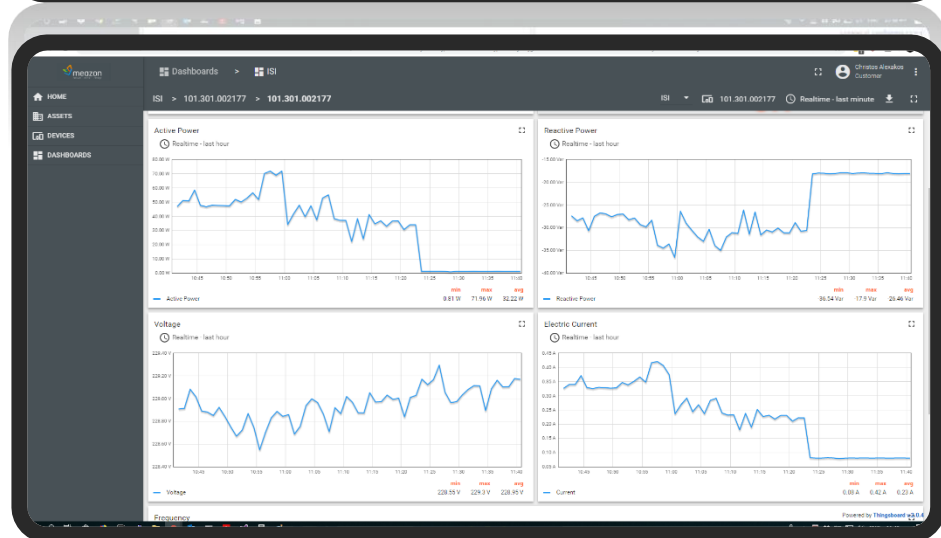 meazon
Dashboards > ISI
Christos Alexakos
Customer
HOME
ISI > 101.301.002177 > 101.301.002177
ISI 101.301.002177 Realtime - last minute
ASSETS
DEVICES
DASHBOARDS
Active Power
Realtime - last hour
80.00 W
70.00 W
60.00 W
50.00 W
40.00 W
30.00 W
20.00 W
10.00 W
0.00 W
10:45 10:50 10:55 11:00 11:05 11:10 11:15 11:20 11:25 11:30 11:35 11:40
min max avg
Active Power 0.81 W 71.96 W 32.22 W
Reactive Power
Realtime - last hour
-15.00 Var
-20.00 Var
-25.00 Var
-30.00 Var
-35.00 Var
-40.00 Var
10:45 10:50 10:55 11:00 11:05 11:10 11:15 11:20 11:25 11:30 11:35 11:40
min max avg
Reactive Power 36.54 Var -17.9 Var 26.46 Var
Voltage
Realtime - last hour
229.40 V
229.20 V
228.40 V
10:45 10:50 10:55 11:00 11:05 11:10 11:15 11:20 11:25 11:30 11:35 11:40
min max avg
Voltage 228.55 V 229.3 V 228.95 V
Electric Current
Realtime - last hour
0.45 A
0.40 A
0.25 A
0.20 A
0.15 A
0.10 A
10:45 10:50 10:55 11:00 11:05 11:10 11:15 11:20 11:25 11:30 11:35 11:40
min max avg
Current 0.08 A 0.42 A 0.23 A
Frequency
Powered by Thingsboard v.3.0.4